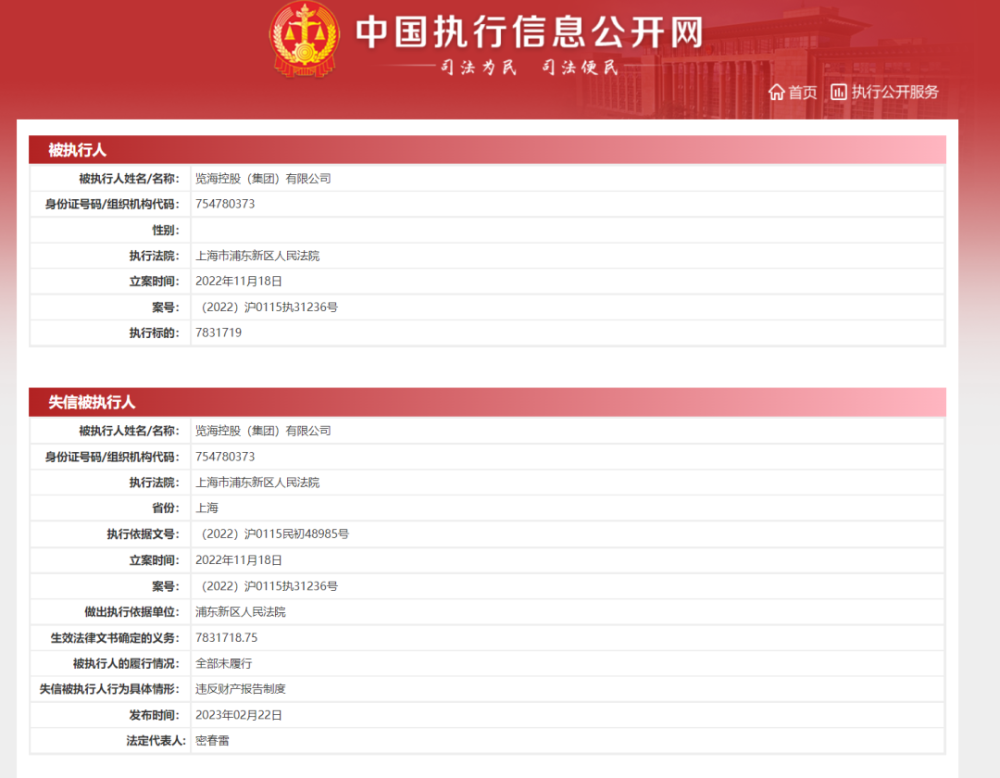 中国执行信息公开网
司法为民 司法便民
首页 执行公开服务
被执行人
被执行人姓名/名称： 览海控股（集团）有限公司
身份证号码/组织机构代码： 754780373
性别：
执行法院： 上海市浦东新区人民法院
立案时间： 2022年11月18日
案号： （2022）沪0115执31236号
执行标的： 7831719
失信被执行人
被执行人姓名/名称： 览海控股（集团）有限公司
身份证号码/组织机构代码： 754780373
执行法院： 上海市浦东新区人民法院
省份： 上海
执行依据文号： （2022）沪0115民初48985号
立案时间： 2022年11月18日
案号： （2022）沪0115执31236号
做出执行依据单位： 浦东新区人民法院
生效法律文书确定的义务： 7831718.75
被执行人的履行情况： 全部未履行
失信被执行人行为具体情形： 违反财产报告制度
发布时间： 2023年02月22日
法定代表人: 密春雷